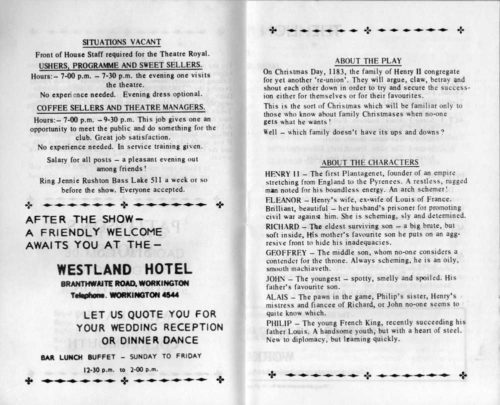 SITUATIONS VACANT
Front of House Staff required for the Theatre Royal.
USHERS, PROGRAMME AND SWEET SELLERS.
Hours:– 7-00 p.m. – 7-30 p.m. the evening one visits
the theatre.
No experience needed. Evening dress optional.
COFFEE SELLERS AND THEATRE MANAGERS.
Hours:– 7-00 p.m. – 9-30 p.m. This job gives one an
opportunity to meet the public and do something for the
club. Great job satisfaction.
No experience needed. In service training given.
Salary for all posts – a pleasant evening out
among friends!
Ring Jennie Rushton Bass Lake 511 a week or so
before the show. Everyone accepted.
AFTER THE SHOW–
A FRIENDLY WELCOME
AWAITS YOU AT THE –
WESTLAND HOTEL
BRANTHWAITE ROAD, WORKINGTON
Telephone. WORKINGTON 4544
LET US QUOTE YOU FOR
YOUR WEDDING RECEPTION
OR DINNER DANCE
BAR LUNCH BUFFET – SUNDAY TO FRIDAY
12-30 p.m. to 2-00 p.m.
ABOUT THE PLAY
On Christmas Day, 1183, the family of Henry II congregate
for yet another 're-union'. They will argue, claw, betray and
shout each other down in order to try and secure the success-
ion either for themselves or for their favourites.
This is the sort of Christmas which will be familiar only to
those who know about Family Christmases when no-one
gets what he wants!
Well – which family doesn't have its ups and downs?
ABOUT THE CHARACTERS
HENRY II – The first Plantagenet, founder of an empire
stretching from England to the Pyrenees. A restless, rugged
man noted for his boundless energy. An arch schemer!
ELEANOR – Henry's wife, ex-wife of Louis of France.
Brilliant, beautiful – her husband's prisoner for promoting
civil war against him. She is scheming, sly and determined.
RICHARD – The eldest surviving son – a big brute, but
soft inside, His mother's favourite son he puts on an agg-
resive front to hide his inadequacies.
GEOFFREY – The middle son, whom no-one considers a
contender for the throne. Always scheming, he is an oily,
smooth machiaveth.
JOHN – The youngest – spotty, smelly and spoiled. His
father's favourite son.
ALAIS – The pawn in the game, Philip's sister, Henry's
mistress and fiancee of Richard, or John no-one seems to
quite know which.
PHILIP – The young French King, recently succeeding his
father Louis. A handsome youth, but with a heart of steel.
New to diplomacy, but learning quickly.